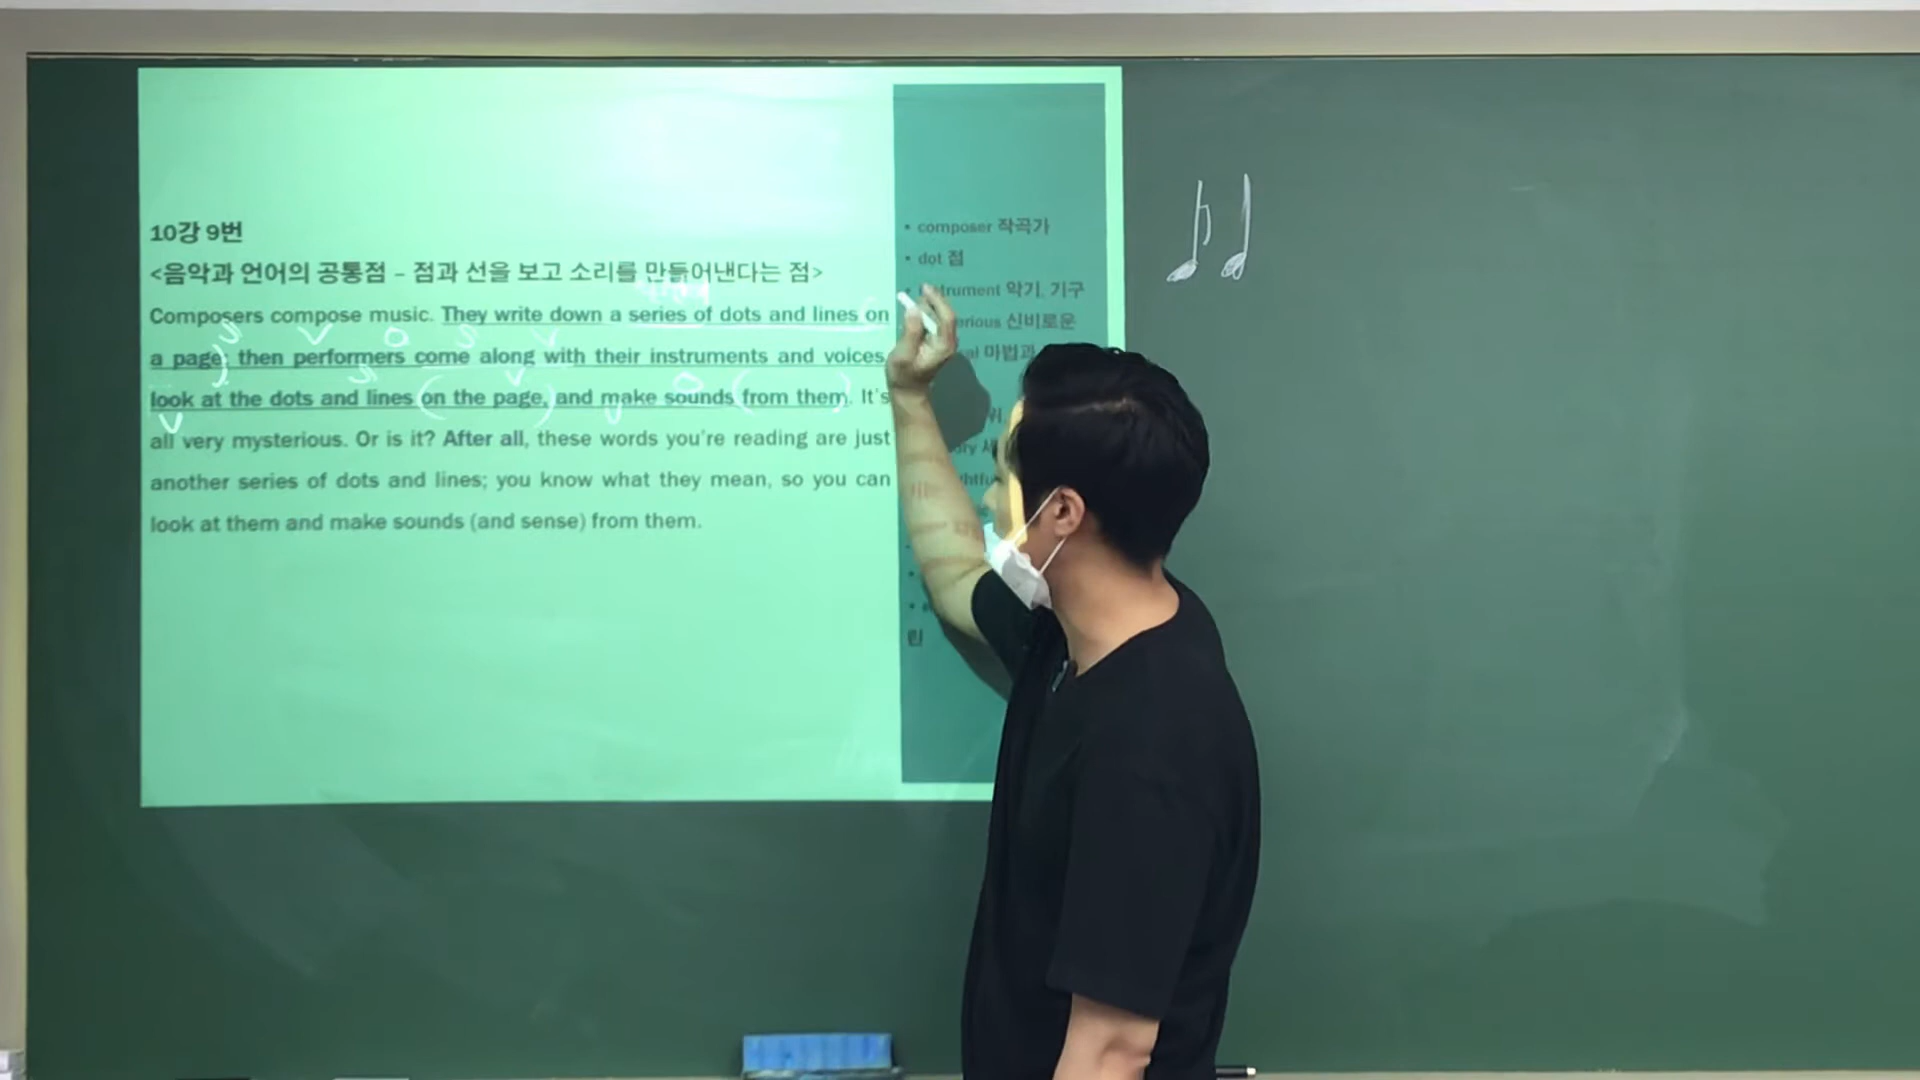 10강 9번
<음악과 언어의 공통점 – 점과 선을 보고 소리를 만들어낸다는 점>
Composers compose music. They write down a series of dots and lines on
a page; then performers come along with their instruments and voices,
look at the dots and lines on the page, and make sounds from them. It's
all very mysterious. Or is it? After all, these words you're reading are just
another series of dots and lines; you know what they mean, so you can
look at them and make sounds (and sense) from them.
S V O S V
S V O
V V
• composer 작곡가
• dot 점
• 악기, 기구
신비로운
마법과
린